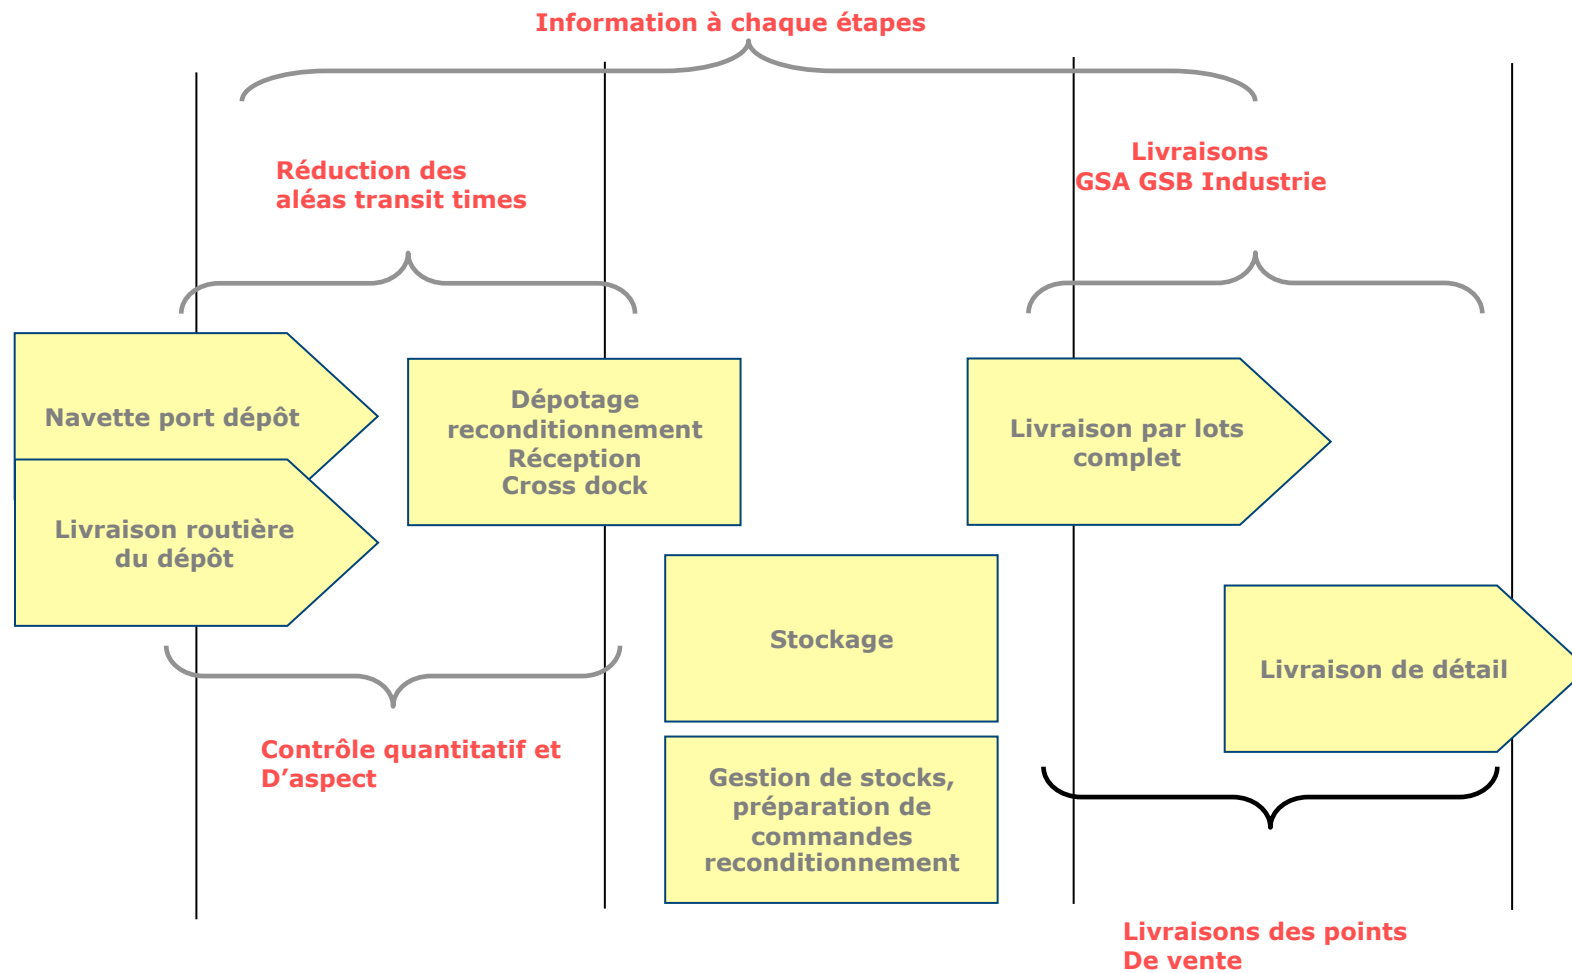 Information à chaque étapes
Réduction des
aléas transit times
Livraisons
GSA GSB Industrie
Navette port dépôt
Livraison routière
du dépôt
Dépotage
reconditionnement
Réception
Cross dock
Livraison par lots
complet
Stockage
Livraison de détail
Contrôle quantitatif et
D’aspect
Gestion de stocks,
préparation de
commandes
reconditionnement
Livraisons des points
De vente